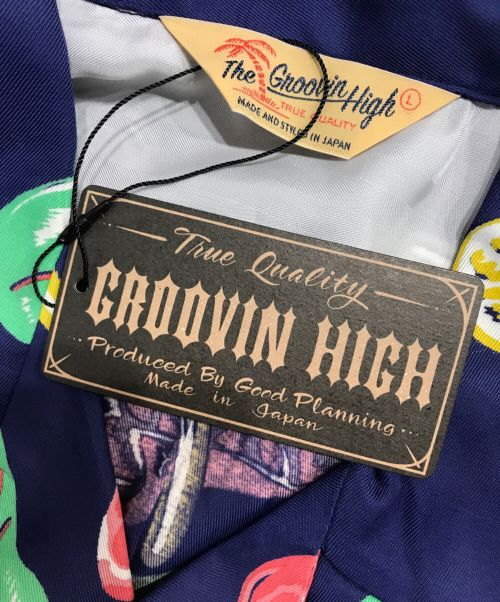 The Groovin High L
TRUE QUALITY
MADE AND STYLED IN JAPAN
True Quality
GROOVIN HIGH
Produced By Good Planning
Made in Japan